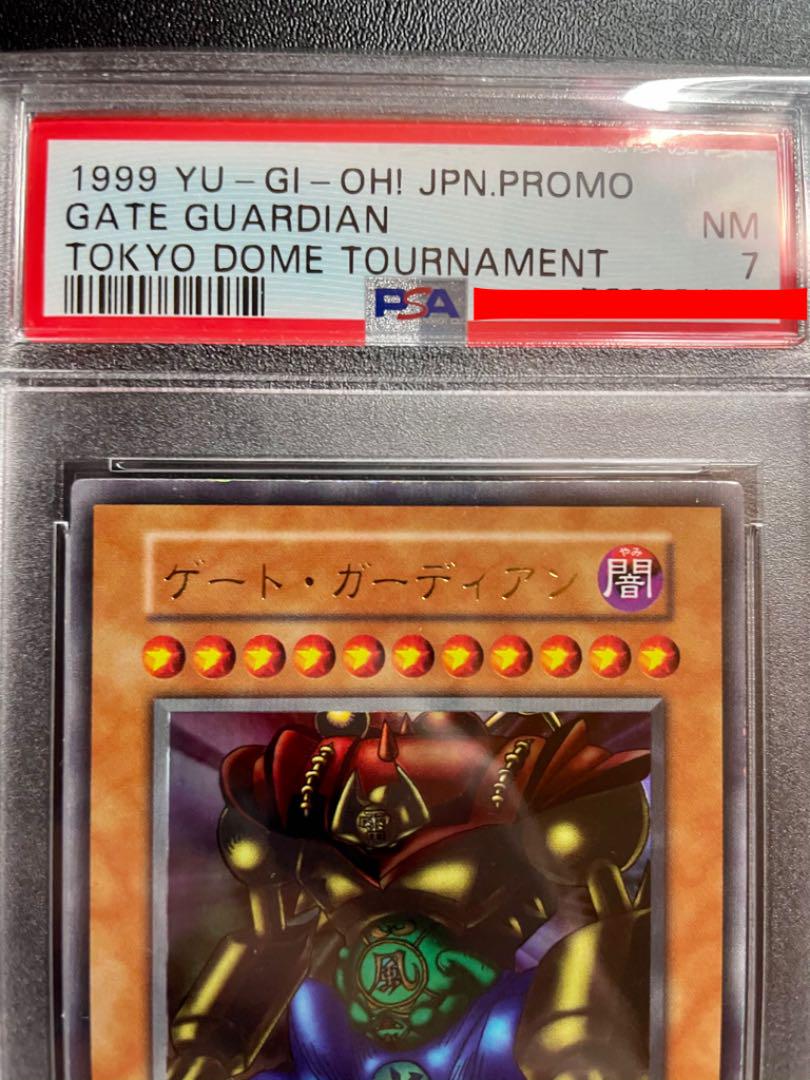 1999 YU-GI-OH! JPN.PROMO
GATE GUARDIAN NM
TOKYO DOME TOURNAMENT 7
PSA
ゲート・ガーディアン
やみ
闇
風